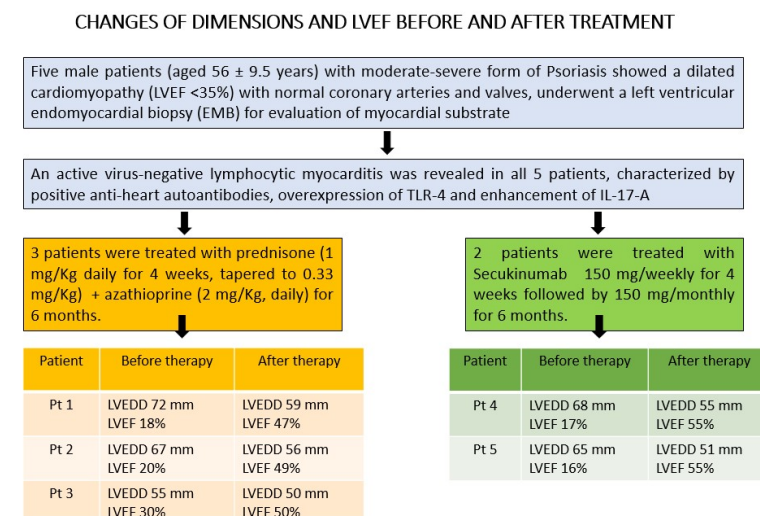 CHANGES OF DIMENSIONS AND LVEF BEFORE AND AFTER TREATMENT
Five male patients (aged 56 ± 9.5 years) with moderate-severe form of Psoriasis showed a dilated
cardiomyopathy (LVEF <35%) with normal coronary arteries and valves, underwent a left ventricular
endomyocardial biopsy (EMB) for evaluation of myocardial substrate
An active virus-negative lymphocytic myocarditis was revealed in all 5 patients, characterized by
positive anti-heart autoantibodies, overexpression of TLR-4 and enhancement of IL-17-A
3 patients were treated with prednisone (1
mg/Kg daily for 4 weeks, tapered to 0.33
mg/Kg) + azathioprine (2 mg/Kg, daily) for
6 months.
Patient Before therapy After therapy
Pt 1 LVEDD 72 mm LVEDD 59 mm
LVEF 18% LVEF 47%
Pt 2 LVEDD 67 mm LVEDD 56 mm
LVEF 20% LVEF 49%
Pt 3 LVEDD 55 mm LVEDD 50 mm
LVEF 30% LVEF 50%
2 patients were treated with
Secukinumab 150 mg/weekly for 4
weeks followed by 150 mg/monthly
for 6 months.
Patient Before therapy After therapy
Pt 4 LVEDD 68 mm LVEDD 55 mm
LVEF 17% LVEF 55%
Pt 5 LVEDD 65 mm LVEDD 51 mm
LVEF 16% LVEF 55%